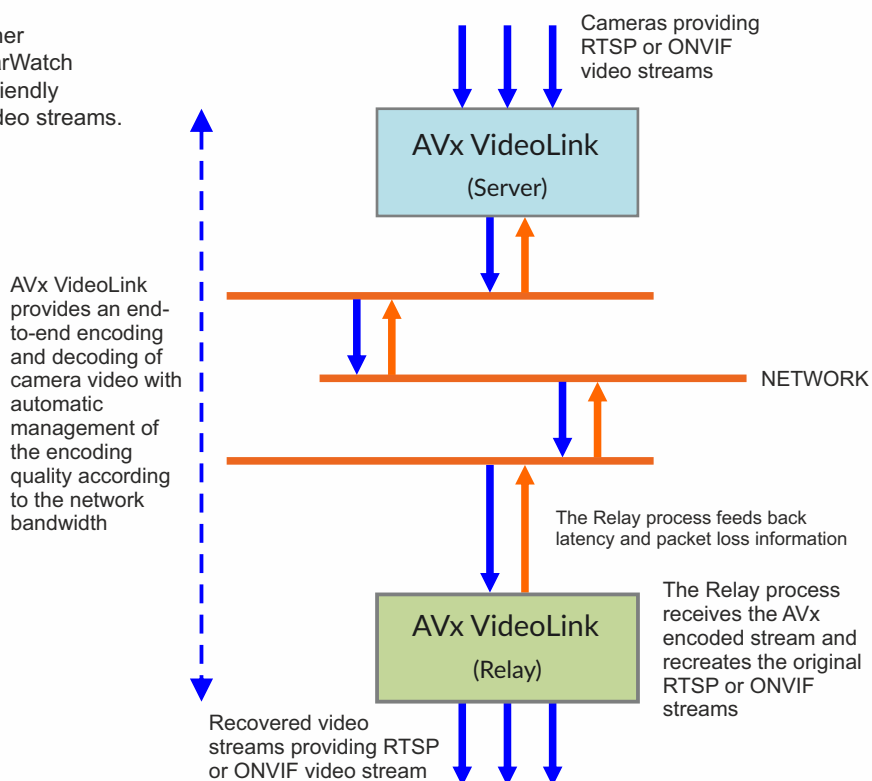 Cameras providing
RTSP or ONVIF
video streams
video streams.
AVx VideoLink
(Server)
AVx VideoLink
provides an end-
to-end encoding
and decoding of
camera video with
automatic
management of
the encoding
quality according
to the network
bandwidth
NETWORK
The Relay process feeds back
latency and packet loss information
AVx VideoLink
(Relay)
The Relay process
receives the AVx
encoded stream and
recreates the original
RTSP or ONVIF
streams
Recovered video
streams providing RTSP
or ONVIF video stream